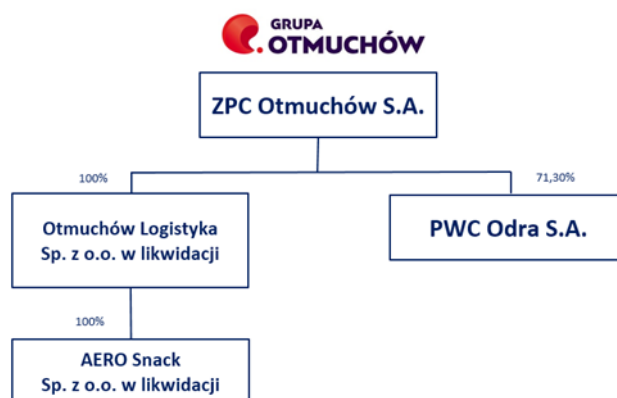 GRUPA
OTMUCHÓW
ZPC Otmuchów S.A.
100%
71,30%
Otmuchów Logistyka
Sp. z o.o. w likwidacji
PWC Odra S.A.
100%
AERO Snack
Sp. z o.o. w likwidacji